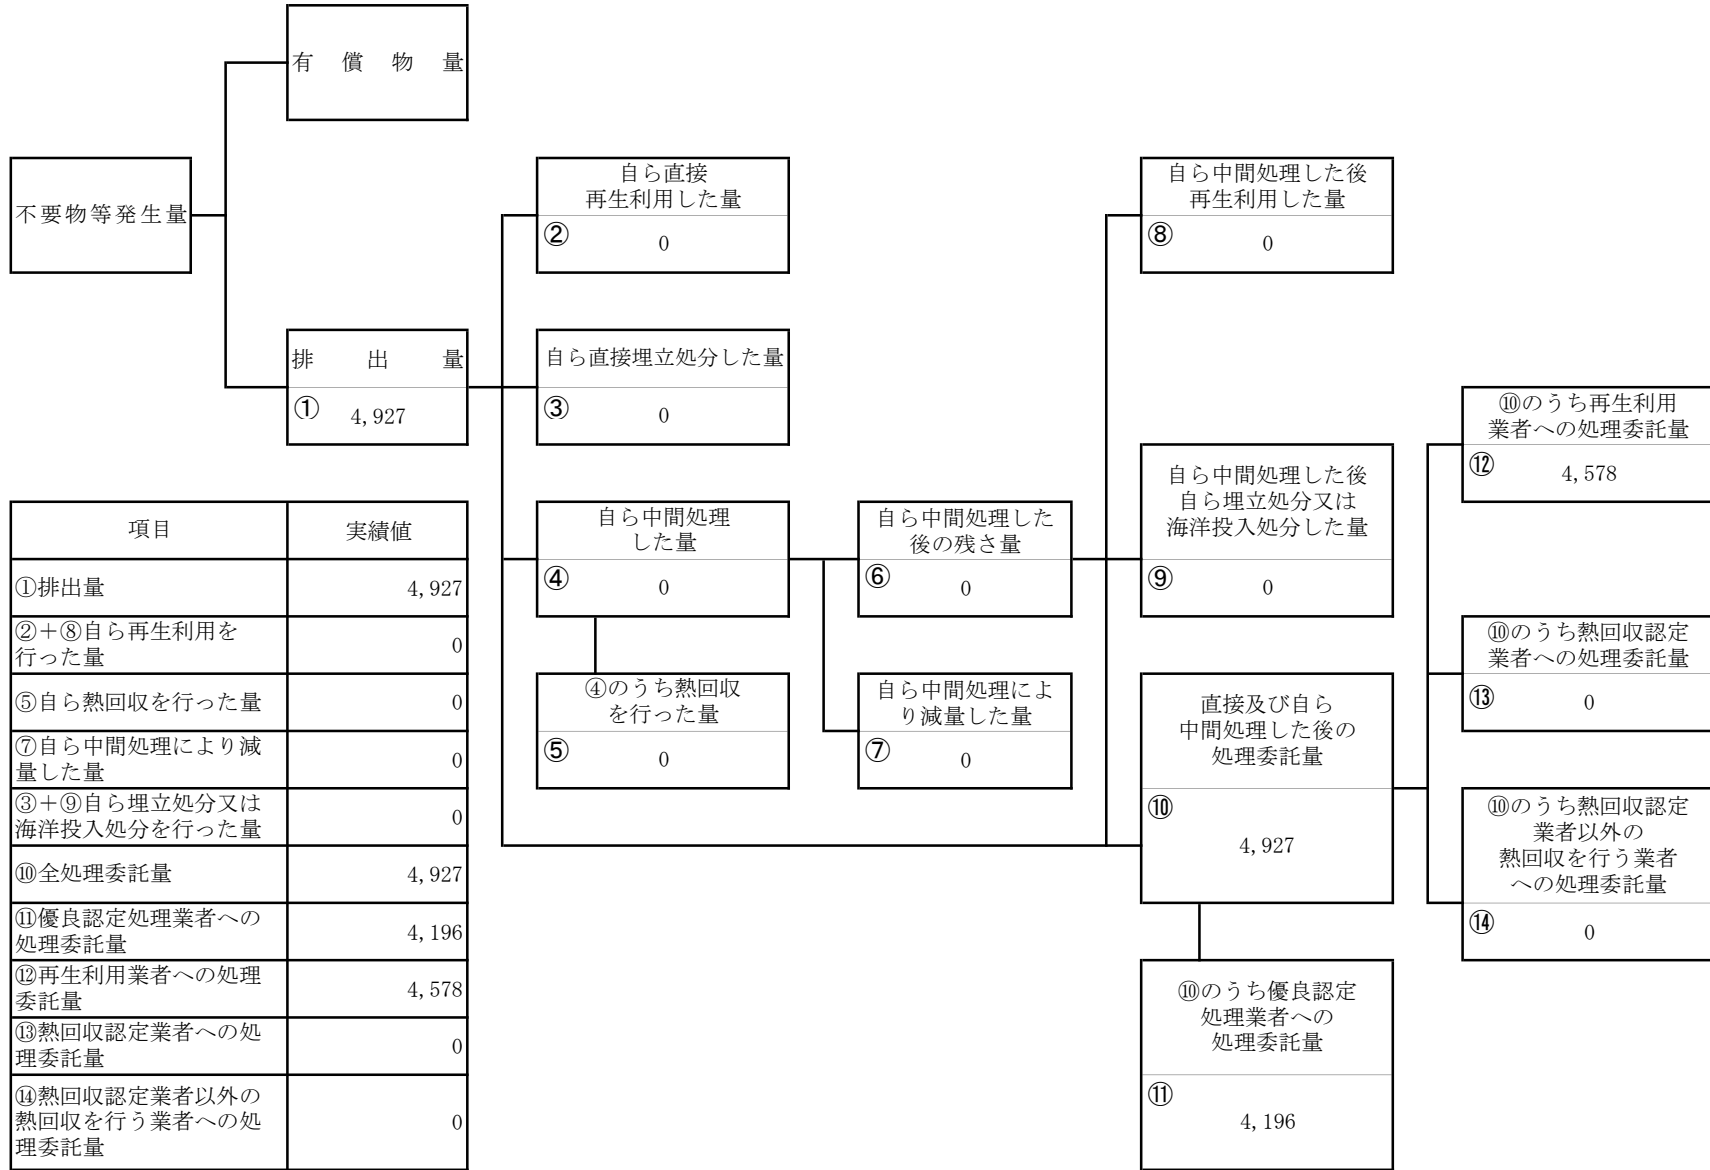 有償物量
不要物等発生量
排出量
① 4,927
自ら直接
再生利用した量
② 0
自ら直接埋立処分した量
③ 0
自ら中間処理
した量
④ 0
④のうち熱回収
を行った量
⑤ 0
自ら中間処理した
後の残さ量
⑥ 0
自ら中間処理によ
り減量した量
⑦ 0
自ら中間処理した後
再生利用した量
⑧ 0
自ら中間処理した後
自ら埋立処分又は
海洋投入処分した量
⑨ 0
直接及び自ら
中間処理した後の
処理委託量
⑩
4,927
⑩のうち優良認定
処理業者への
処理委託量
⑪
4,196
⑩のうち再生利用
業者への処理委託量
⑫ 4,578
⑩のうち熱回収認定
業者への処理委託量
⑬ 0
⑩のうち熱回収認定
業者以外の
熱回収を行う業者
への処理委託量
⑭ 0
項目 実績値
①排出量 4,927
②＋⑧自ら再生利用を
行った量 0
⑤自ら熱回収を行った量 0
⑦自ら中間処理により減
量した量 0
③＋⑨自ら埋立処分又は
海洋投入処分を行った量 0
⑩全処理委託量 4,927
⑪優良認定処理業者への
処理委託量 4,196
⑫再生利用業者への処理
委託量 4,578
⑬熱回収認定業者への処
理委託量 0
⑭熱回収認定業者以外の
熱回収を行う業者への処
理委託量 0